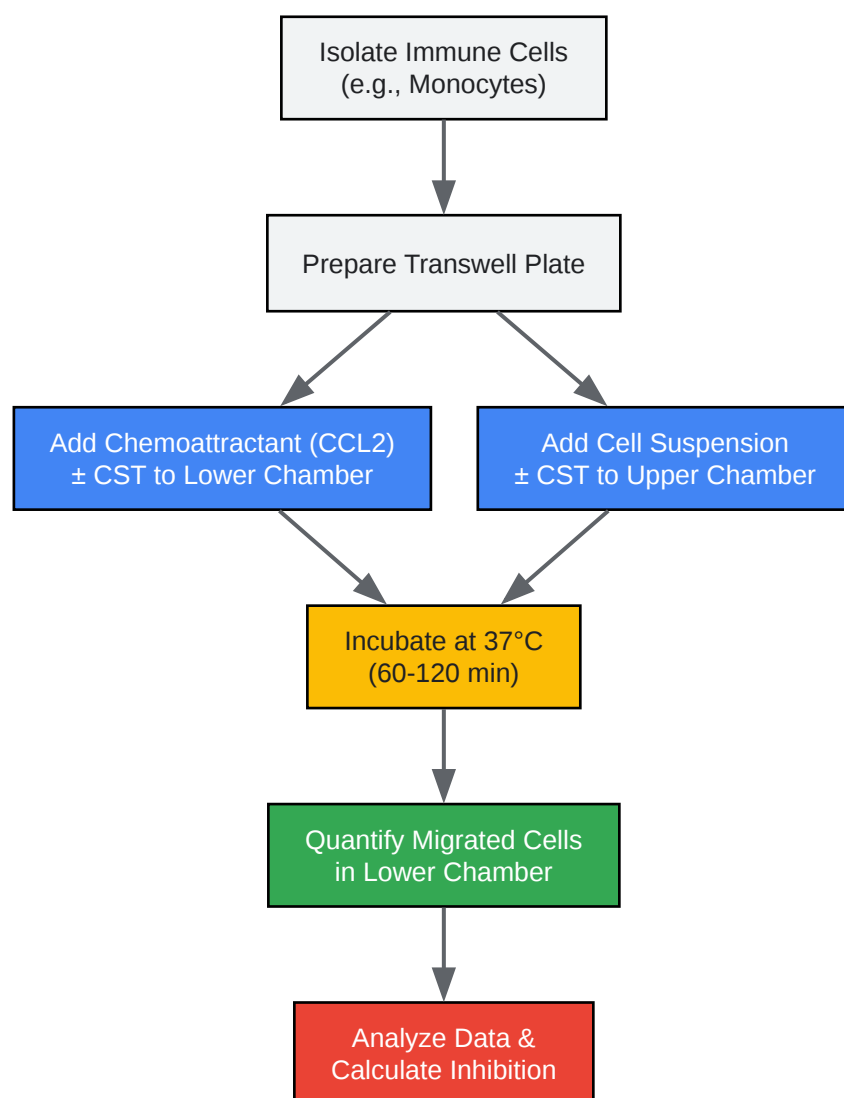 Isolate Immune Cells
(e.g., Monocytes)
Prepare Transwell Plate
Add Chemoattractant (CCL2)
± CST to Lower Chamber
Add Cell Suspension
± CST to Upper Chamber
Incubate at 37°C
(60-120 min)
Quantify Migrated Cells
in Lower Chamber
Analyze Data &
Calculate Inhibition